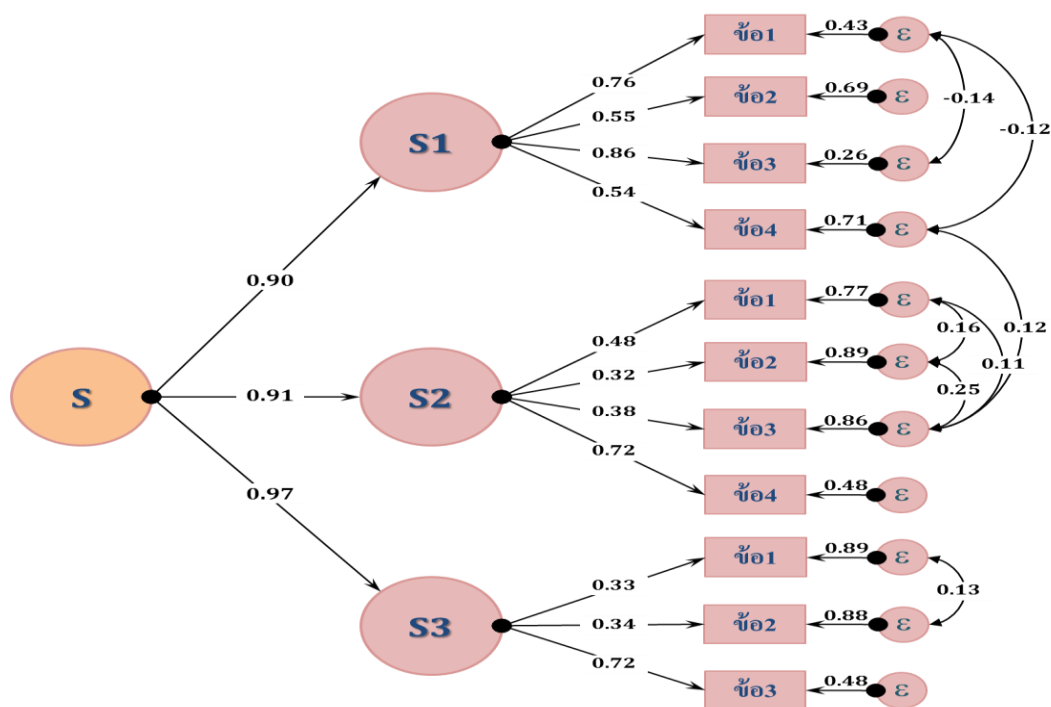 ข้อ1
0.43
ε
0.76
-0.14
ข้อ2
0.69
ε
0.55
-0.12
S1
0.86
ข้อ3
0.26
ε
0.54
ข้อ4
0.71
ε
0.90
ข้อ1
0.77
ε
0.48
0.16
0.12
ข้อ2
0.89
ε
0.32
0.11
S
0.91
S2
0.38
0.25
ข้อ3
0.86
ε
0.72
ข้อ4
0.48
ε
0.97
ข้อ1
0.89
ε
0.33
0.13
S3
0.34
ข้อ2
0.88
ε
0.72
ข้อ3
0.48
ε